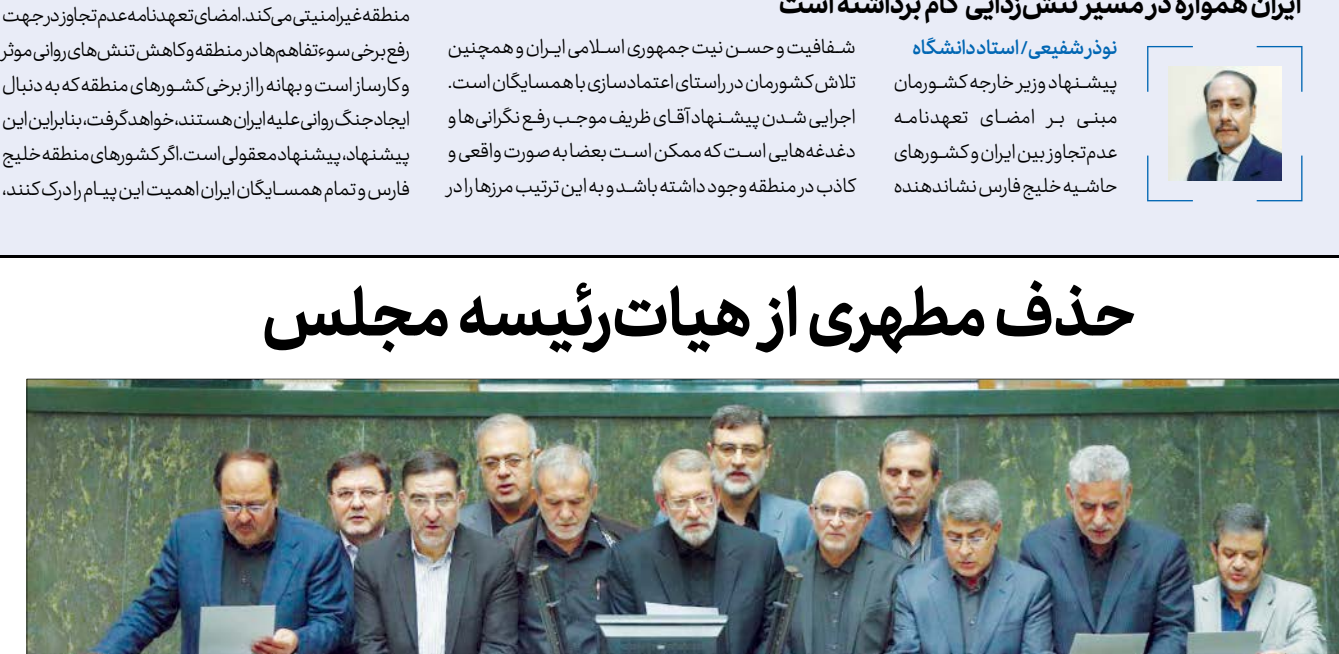 ایران همواره در مسیر تنش‌زدایی گام برداشته است
نوذر شفیعی/ استاد دانشگاه
پیشنهاد وزیر خارجه کشورمان
مبنی بر امضای تعهدنامه
عدم تجاوز بین ایران و کشورهای
حاشیه خلیج فارس نشاندهنده
شفافیت و حسن نیت جمهوری اسلامی ایران و همچنین
تلاش کشورمان در راستای اعتمادسازی با همسایگان است.
اجرایی شدن پیشنهاد آقای ظریف موجب رفع نگرانی‌ها و
دغدغه‌هایی است که ممکن است بعضا به صورت واقعی و
کاذب در منطقه وجود داشته باشد و به این ترتیب مرزها را در
منطقه غیرامنیتی می‌کند. امضای تعهدنامه عدم تجاوز در جهت
رفع برخی سوءتفاهم‌ها در منطقه و کاهش تنش‌های روانی موثر
و کارساز است و بهانه را از برخی کشورهای منطقه که به دنبال
ایجاد جنگ روانی علیه ایران هستند، خواهد گرفت، بنابراین این
پیشنهاد، پیشنهاد معقولی است. اگر کشورهای منطقه خلیج
فارس و تمام همسایگان ایران اهمیت این پیام را درک کنند،
حذف مطهری از هیات‌رئیسه مجلس